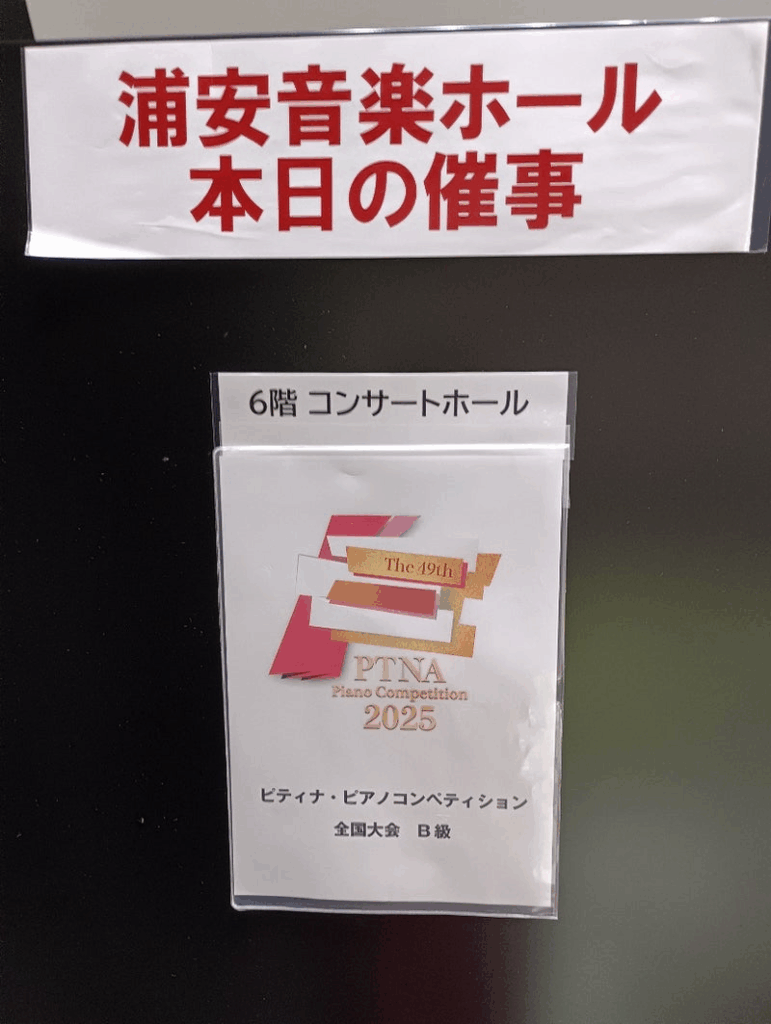 浦安音楽ホール
本日の催事
6階 コンサートホール
The 49th
PTNA
Piano Competition
2025
ピティナ・ピアノコンペティション
全国大会 B級